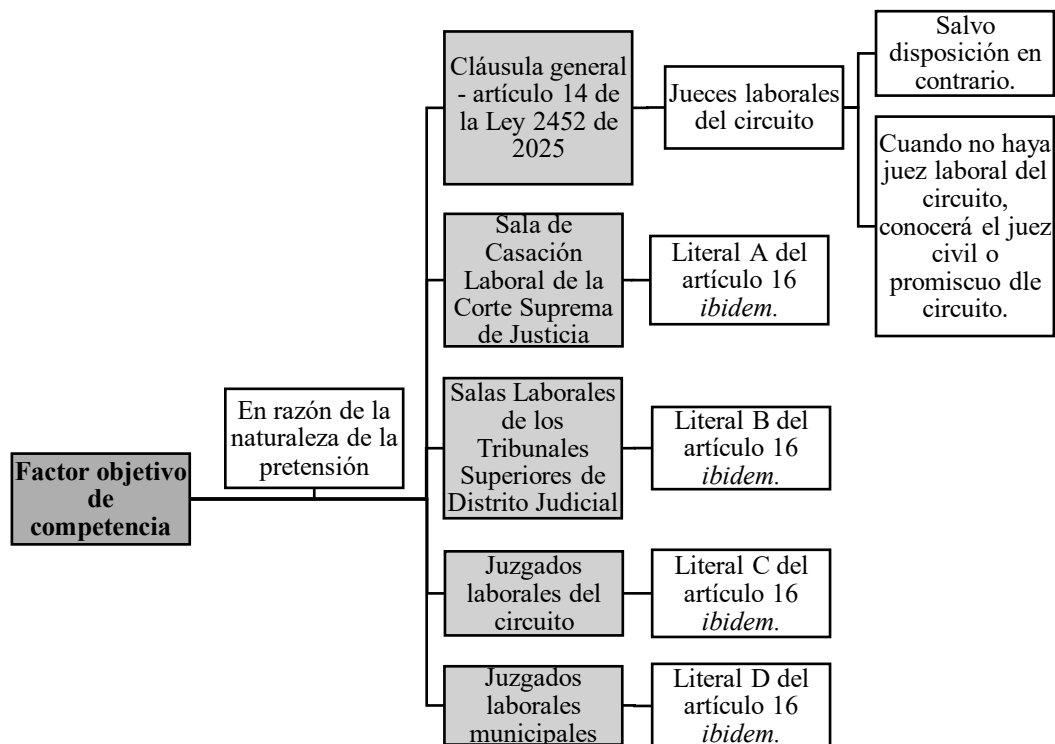 Factor objetivo
de
competencia
En razón de la
naturaleza de la
pretensión
Cláusula general
- artículo 14 de
la Ley 2452 de
2025
Jueces laborales
del circuito
Salvo
disposición en
contrario.
Cuando no haya
juez laboral del
circuito,
conocerá el juez
civil o
promiscuo dle
circuito.
Sala de
Casación
Laboral de la
Corte Suprema
de Justicia
Literal A del
artículo 16
ibidem.
Salas Laborales
de los
Tribunales
Superiores de
Distrito Judicial
Literal B del
artículo 16
ibidem.
Juzgados
laborales del
circuito
Literal C del
artículo 16
ibidem.
Juzgados
laborales
municipales
Literal D del
artículo 16
ibidem.